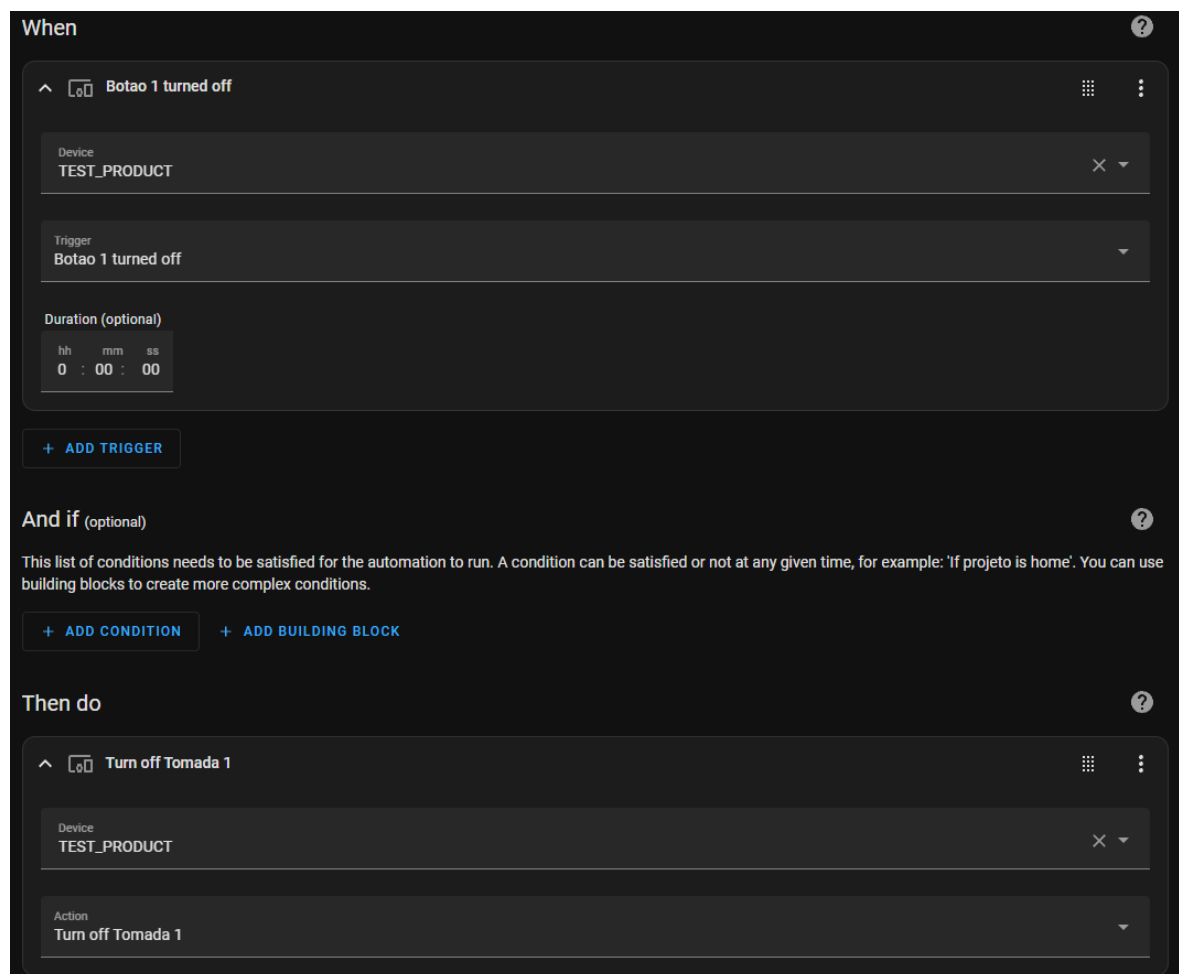 When
Botao 1 turned off
Device
TEST_PRODUCT
Trigger
Botao 1 turned off
Duration (optional)
hh mm ss
0 : 00 : 00
+ ADD TRIGGER
And if (optional)
This list of conditions needs to be satisfied for the automation to run. A condition can be satisfied or not at any given time, for example: 'If projeto is home'. You can use
building blocks to create more complex conditions.
+ ADD CONDITION + ADD BUILDING BLOCK
Then do
Turn off Tomada 1
Device
TEST_PRODUCT
Action
Turn off Tomada 1